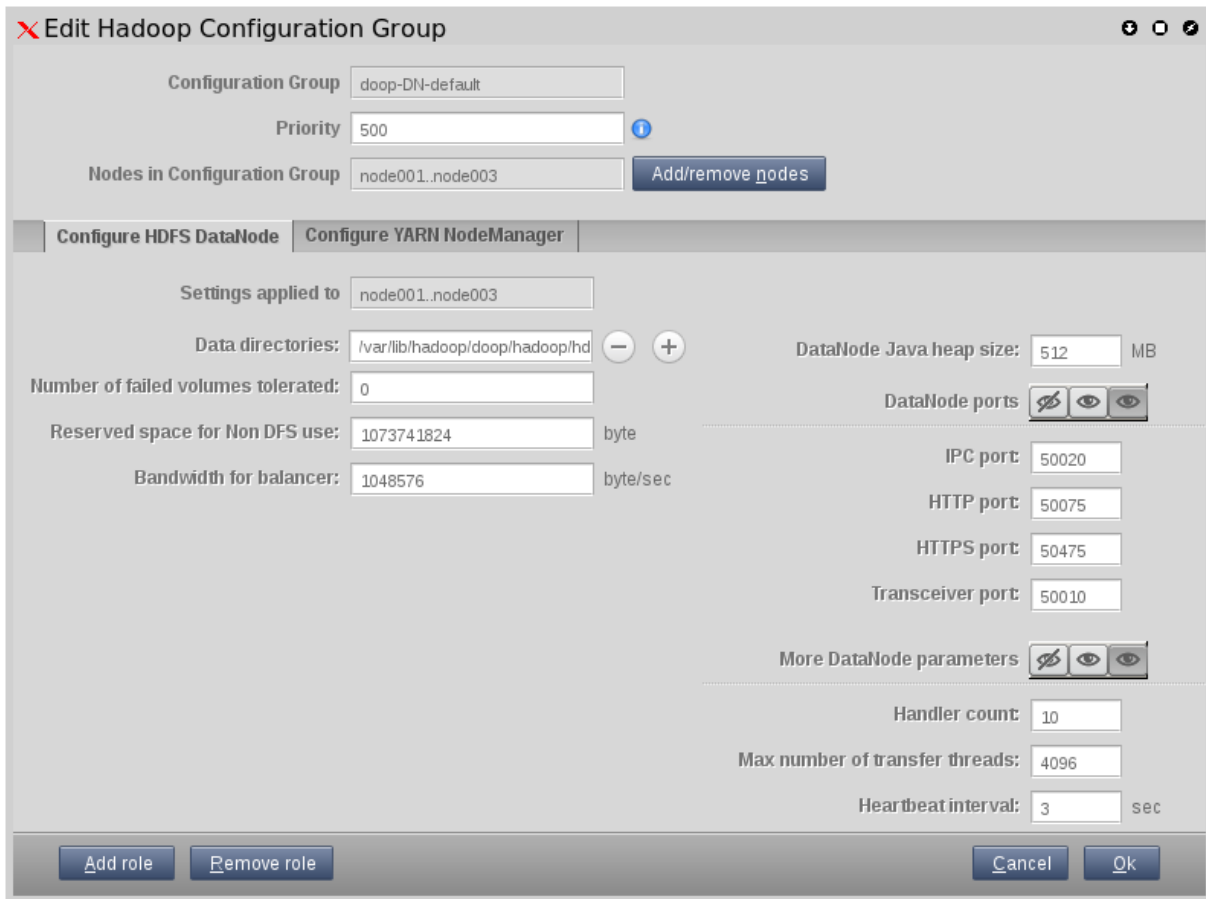 Edit Hadoop Configuration Group
Configuration Group doop-DN-default
Priority 500
Nodes in Configuration Group node001..node003 Add/remove nodes
Configure HDFS DataNode Configure YARN NodeManager
Settings applied to node001..node003
Data directories: /var/lib/hadoop/doop/hadoop/hd
Number of failed volumes tolerated: 0
Reserved space for Non DFS use: 1073741824 byte
Bandwidth for balancer: 1048576 byte/sec
DataNode Java heap size: 512 MB
DataNode ports
IPC port: 50020
HTTP port: 50075
HTTPS port: 50475
Transceiver port: 50010
More DataNode parameters
Handler count: 10
Max number of transfer threads: 4096
Heartbeat interval: 3 sec
Add role Remove role Cancel Ok